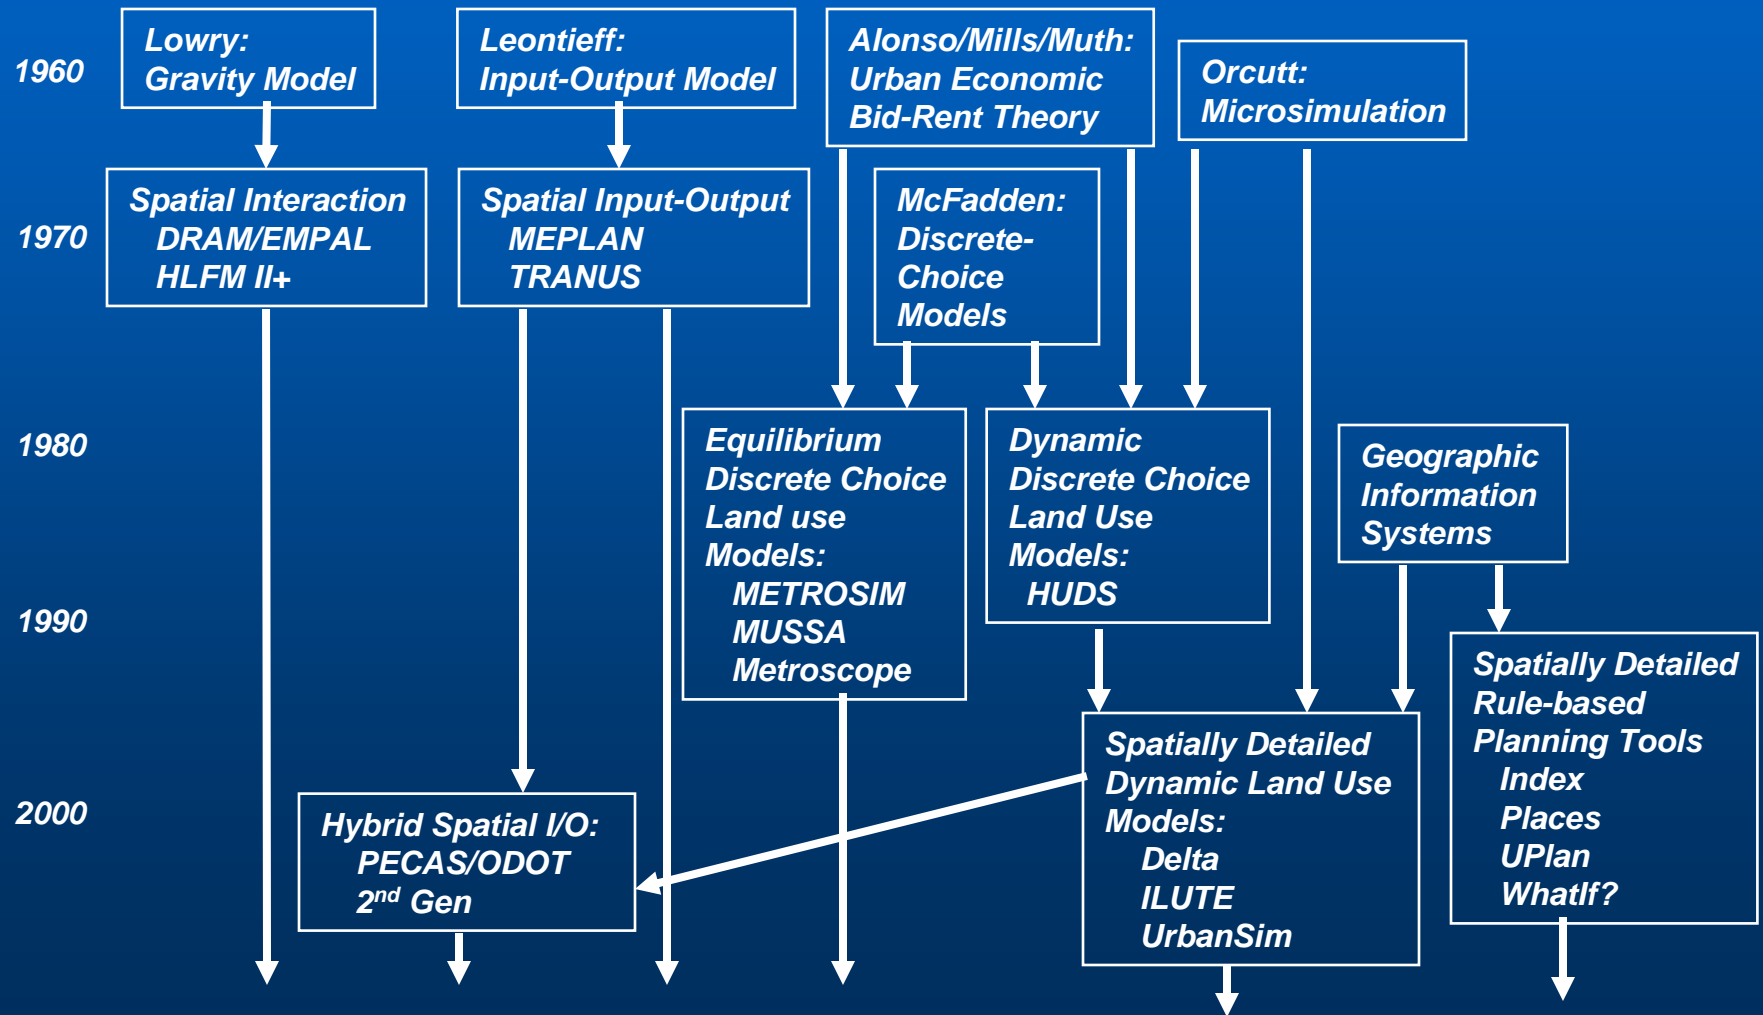 1960
Lowry:
Gravity Model
Leontieff:
Input-Output Model
Alonso/Mills/Muth:
Urban Economic
Bid-Rent Theory
Orcutt:
Microsimulation
1970
Spatial Interaction
DRAM/EMPAL
HLFM II+
Spatial Input-Output
MEPLAN
TRANUS
McFadden:
Discrete-
Choice
Models
1980
Equilibrium
Discrete Choice
Land use
Models:
METROSIM
MUSSA
Metroscope
Dynamic
Discrete Choice
Land Use
Models:
HUDS
Geographic
Information
Systems
1990
Spatially Detailed
Rule-based
Planning Tools
Index
Places
UPlan
WhatIf?
2000
Hybrid Spatial I/O:
PECAS/ODOT
2nd Gen
Spatially Detailed
Dynamic Land Use
Models:
Delta
ILUTE
UrbanSim